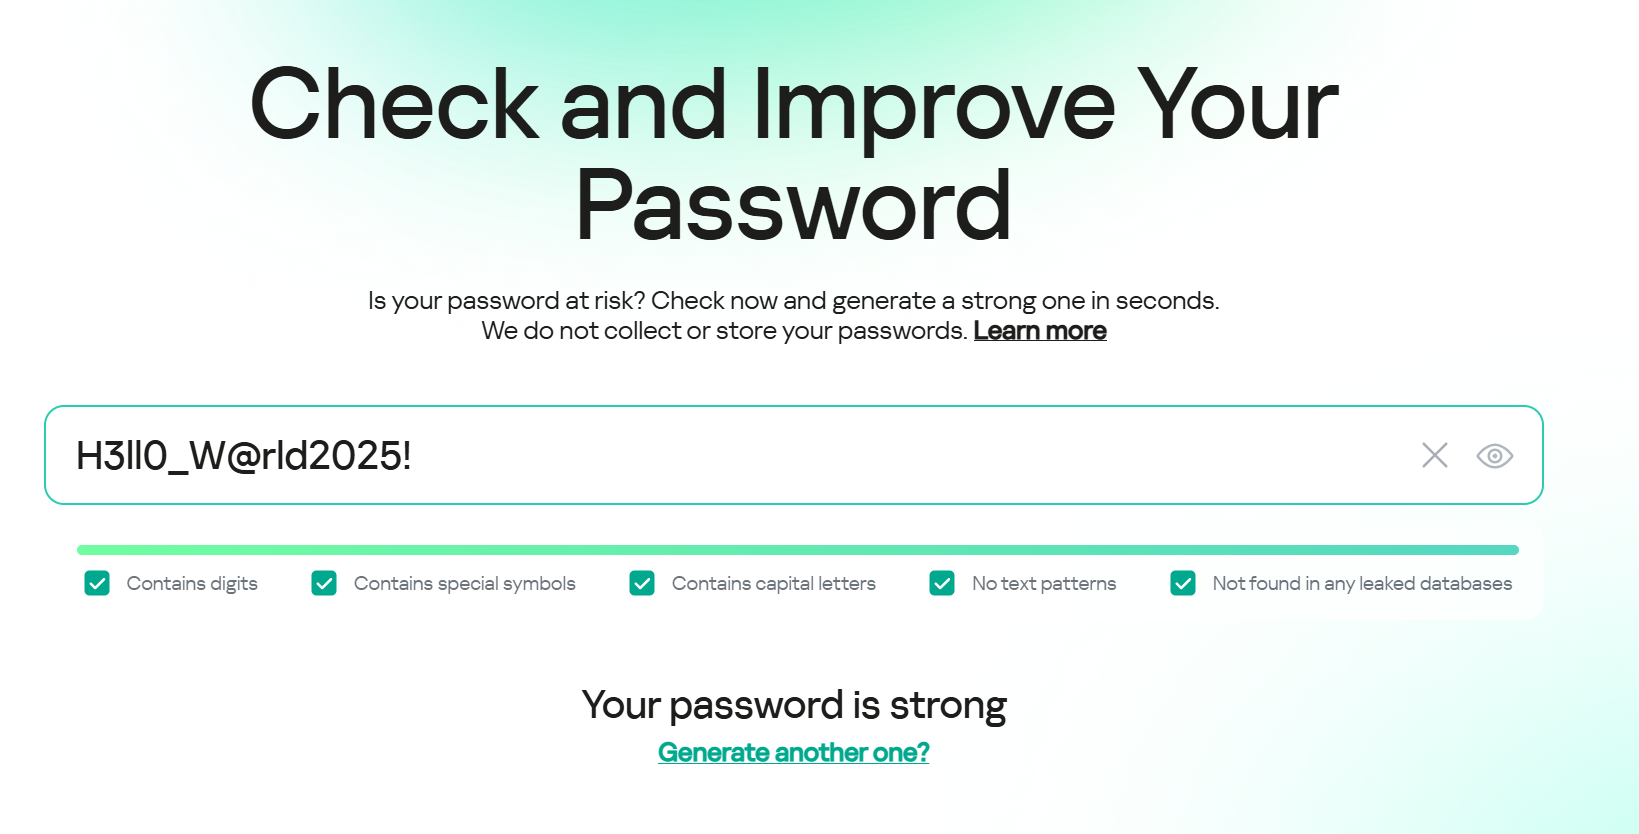 Check and Improve Your
Password
Is your password at risk? Check now and generate a strong one in seconds.
We do not collect or store your passwords. Learn more
H3ll0_W@rld2025!
Contains digits
Contains special symbols
Contains capital letters
No text patterns
Not found in any leaked databases
Your password is strong
Generate another one?